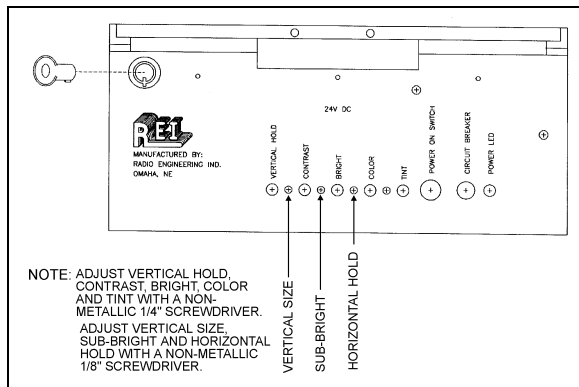 24V DC
REI
MANUFACTURED BY:
RADIO ENGINEERING IND.
OMAHA, NE
VERTICAL HOLD
CONTRAST
BRIGHT
COLOR
TINT
POWER ON SWITCH
CIRCUIT BREAKER
POWER LED
NOTE: ADJUST VERTICAL HOLD,
CONTRAST, BRIGHT, COLOR
AND TINT WITH A NON-
METALLIC 1/4" SCREWDRIVER.
ADJUST VERTICAL SIZE,
SUB-BRIGHT AND HORIZONTAL
HOLD WITH A NON-METALLIC
1/8" SCREWDRIVER.
VERTICAL SIZE
SUB-BRIGHT
HORIZONTAL HOLD